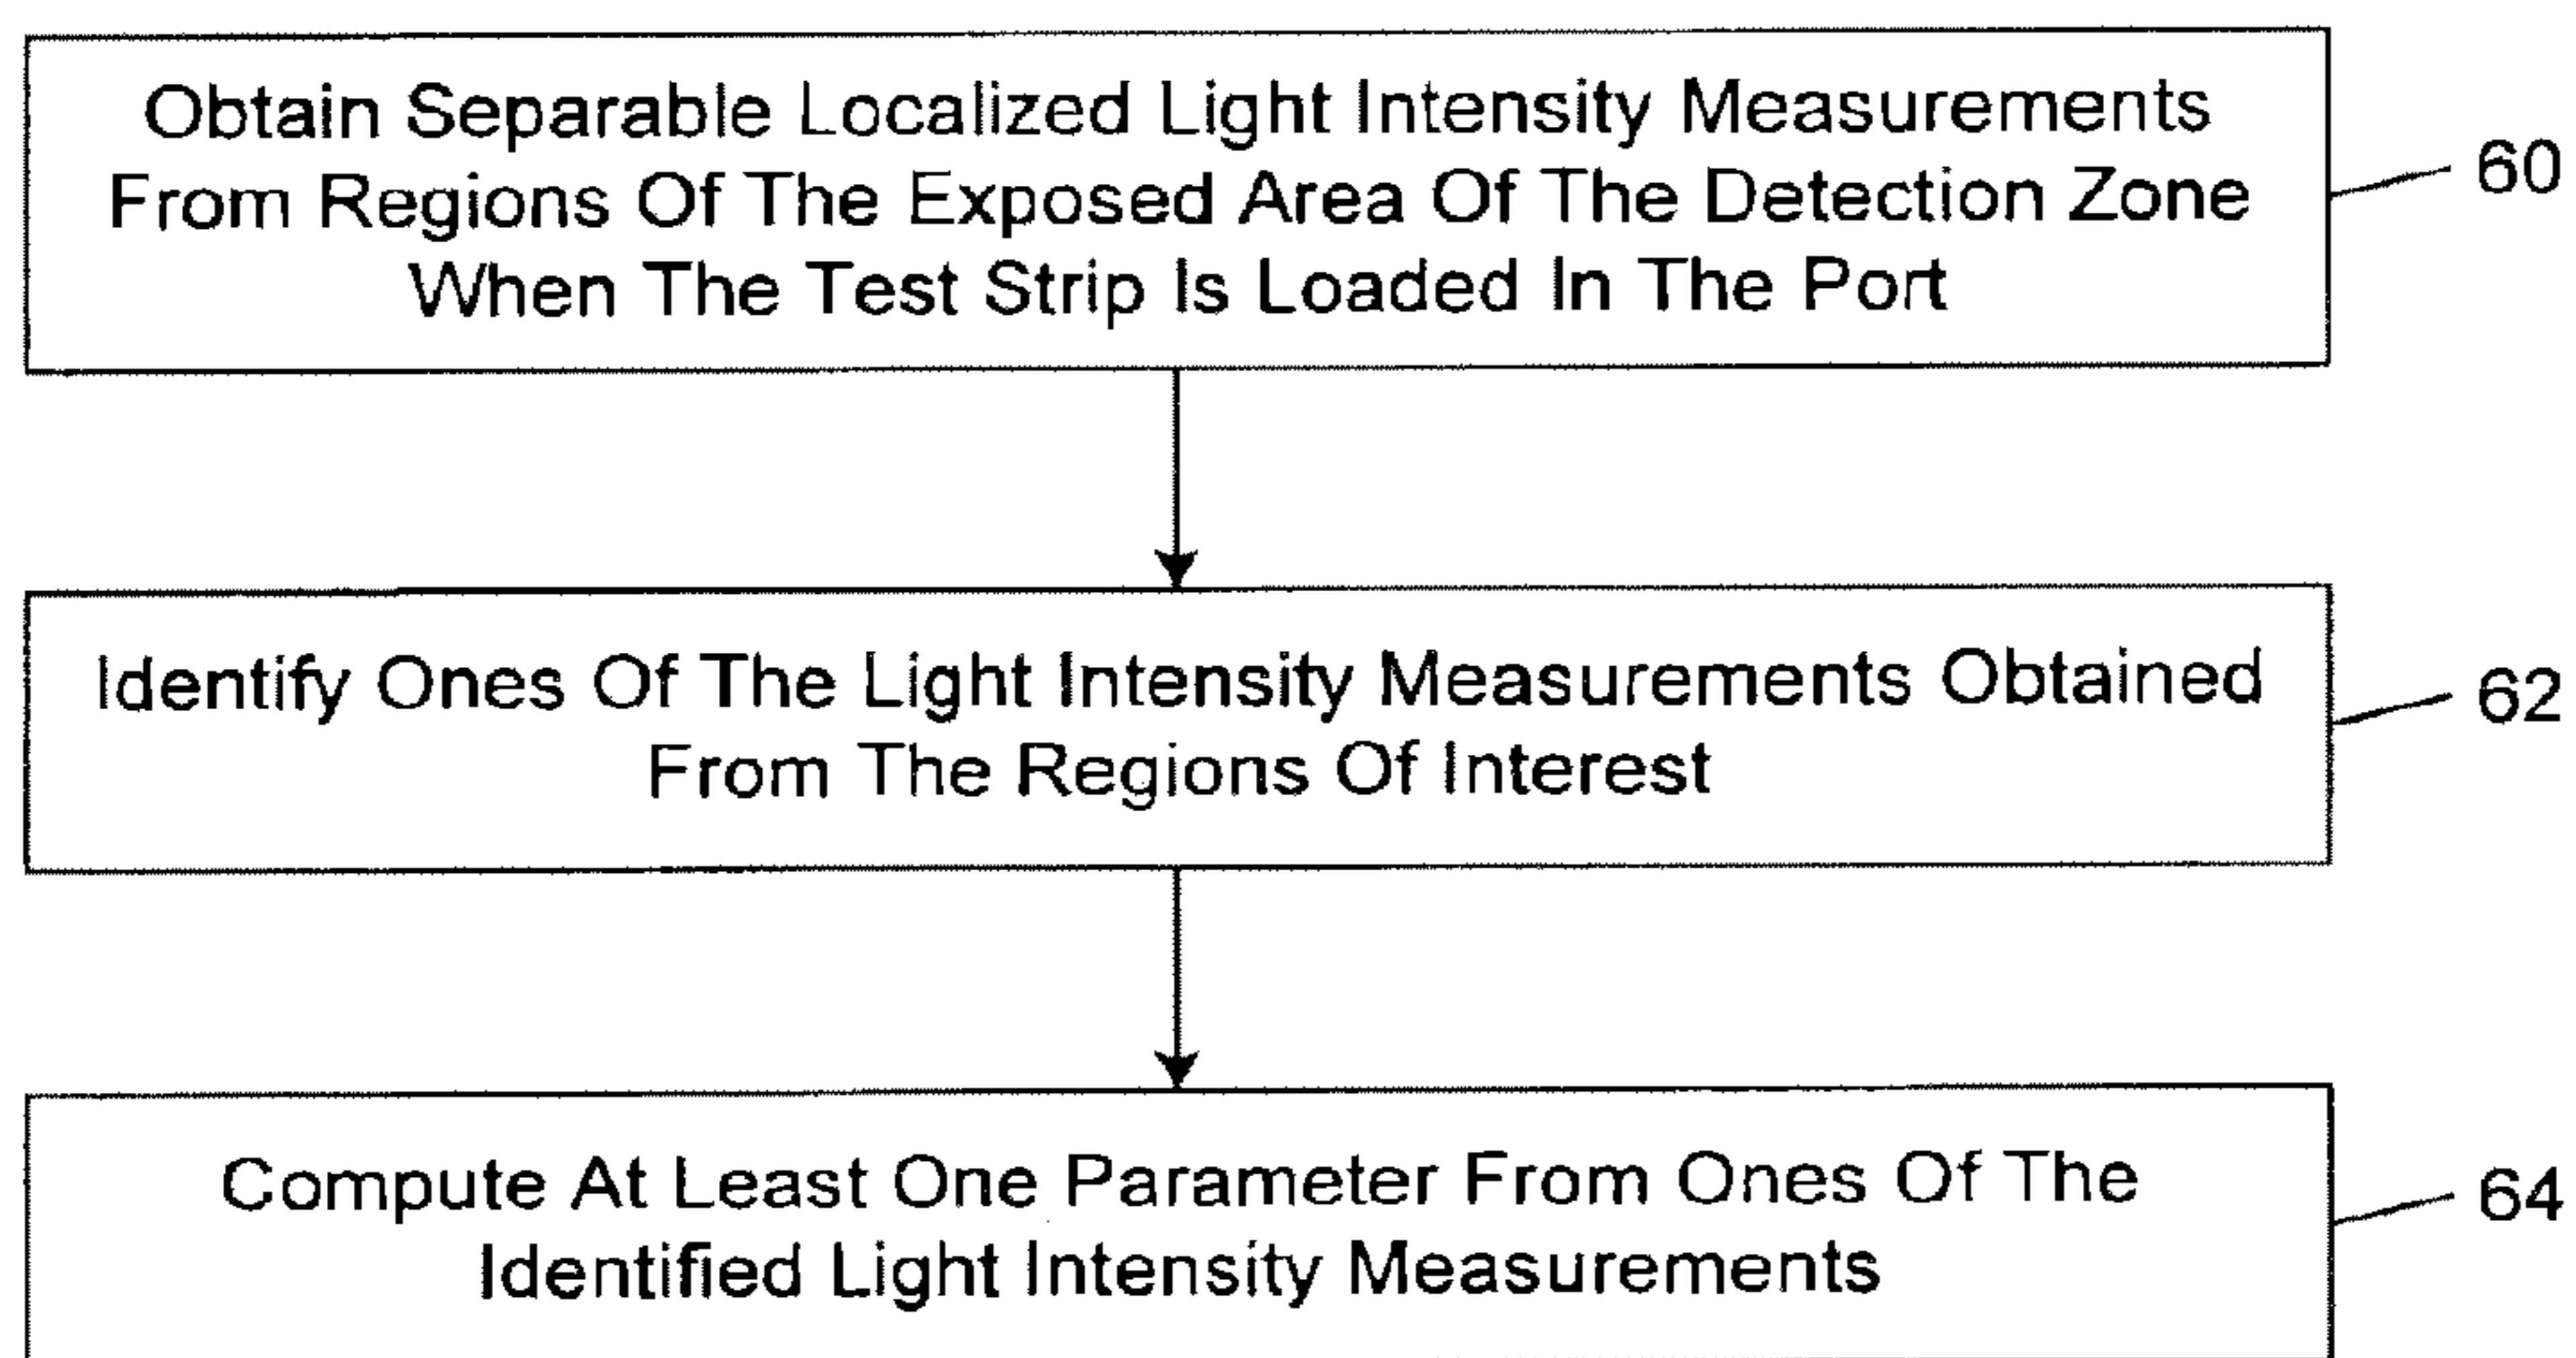 Obtain Separable Localized Light Intensity Measurements
From Regions Of The Exposed Area Of The Detection Zone
When The Test Strip Is Loaded In The Port
60
Identify Ones Of The Light Intensity Measurements Obtained
From The Regions Of Interest
62
Compute At Least One Parameter From Ones Of The
Identified Light Intensity Measurements
64